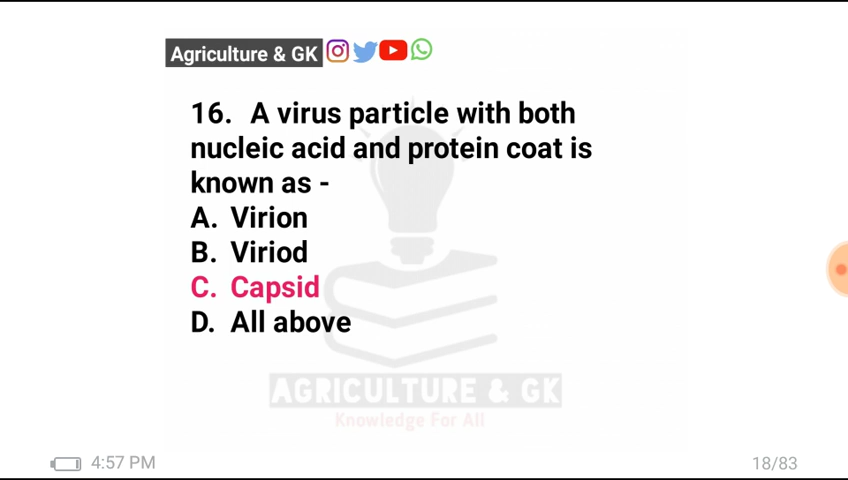 Agriculture & GK
16. A virus particle with both
nucleic acid and protein coat is
known as -
A. Virion
B. Viriod
C. Capsid
D. All above
AGRICULTURE & GK
Knowledge For All
4:57 PM
18/83